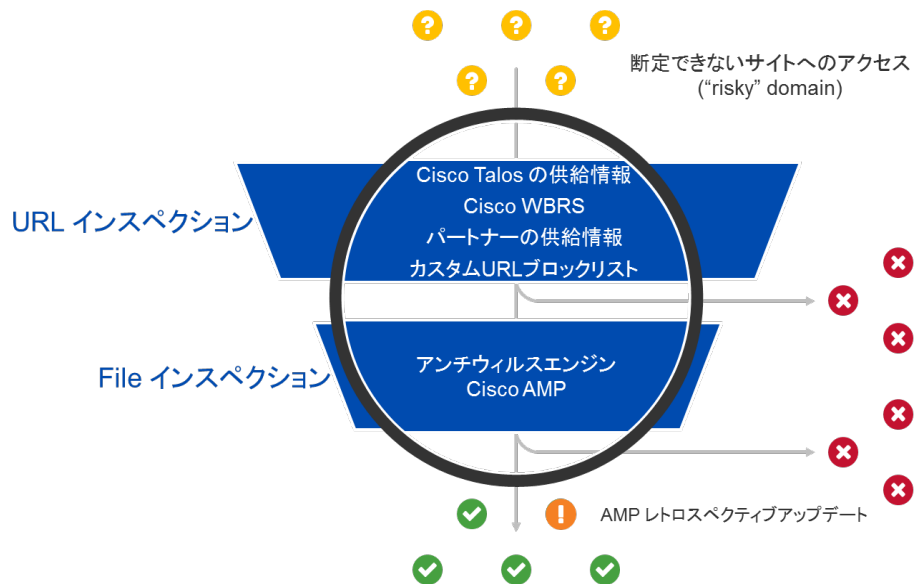 断定できないサイトへのアクセス
(“risky” domain)
Cisco Talos の供給情報
Cisco WBRS
パートナーの供給情報
カスタムURLブロックリスト
URL インスペクション
アンチウィルスエンジン
Cisco AMP
File インスペクション
AMP レトロスペクティブアップデート